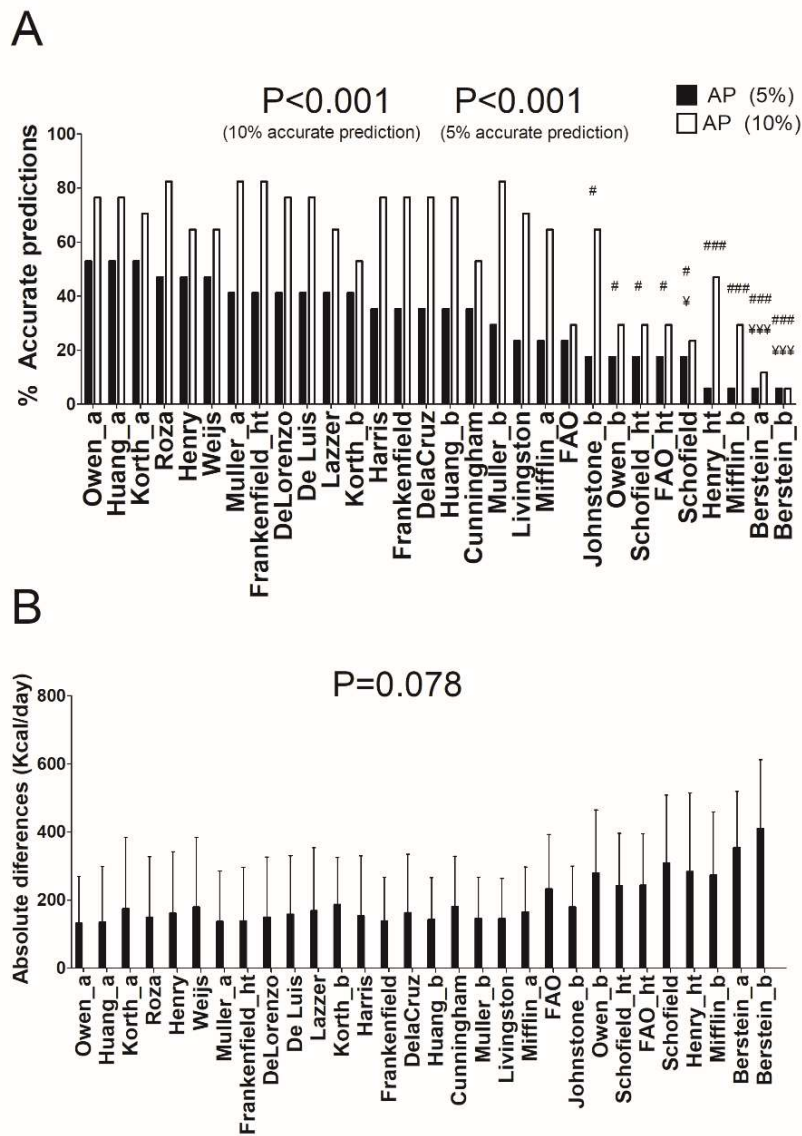 A
P<0.001
(10% accurate prediction)
P<0.001
(5% accurate prediction)
AP (5%)
AP (10%)
% Accurate predictions
100
80
60
40
20
0
#
#
#
#
#
¥
###
###
###
¥¥¥
###
¥¥¥
Owen_a
Huang_a
Korth_a
Roza
Henry
Weijs
Muller_a
Frankenfield_ht
DeLorenzo
De Luis
Lazzer
Korth_b
Harris
Frankenfield
DelaCruz
Huang_b
Cunningham
Muller_b
Livingston
Mifflin_a
FAO
Johnstone_b
Owen_b
Schofield_ht
FAO_ht
Schofield
Henry_ht
Mifflin_b
Berstein_a
Berstein_b
B
P=0.078
Absolute diferences (Kcal/day)
800
600
400
200
0
Owen_a
Huang_a
Korth_a
Roza
Henry
Weijs
Muller_a
Frankenfield_ht
DeLorenzo
De Luis
Lazzer
Korth_b
Harris
Frankenfield
DelaCruz
Huang_b
Cunningham
Muller_b
Livingston
Mifflin_a
FAO
Johnstone_b
Owen_b
Schofield_ht
FAO_ht
Schofield
Henry_ht
Mifflin_b
Berstein_a
Berstein_b